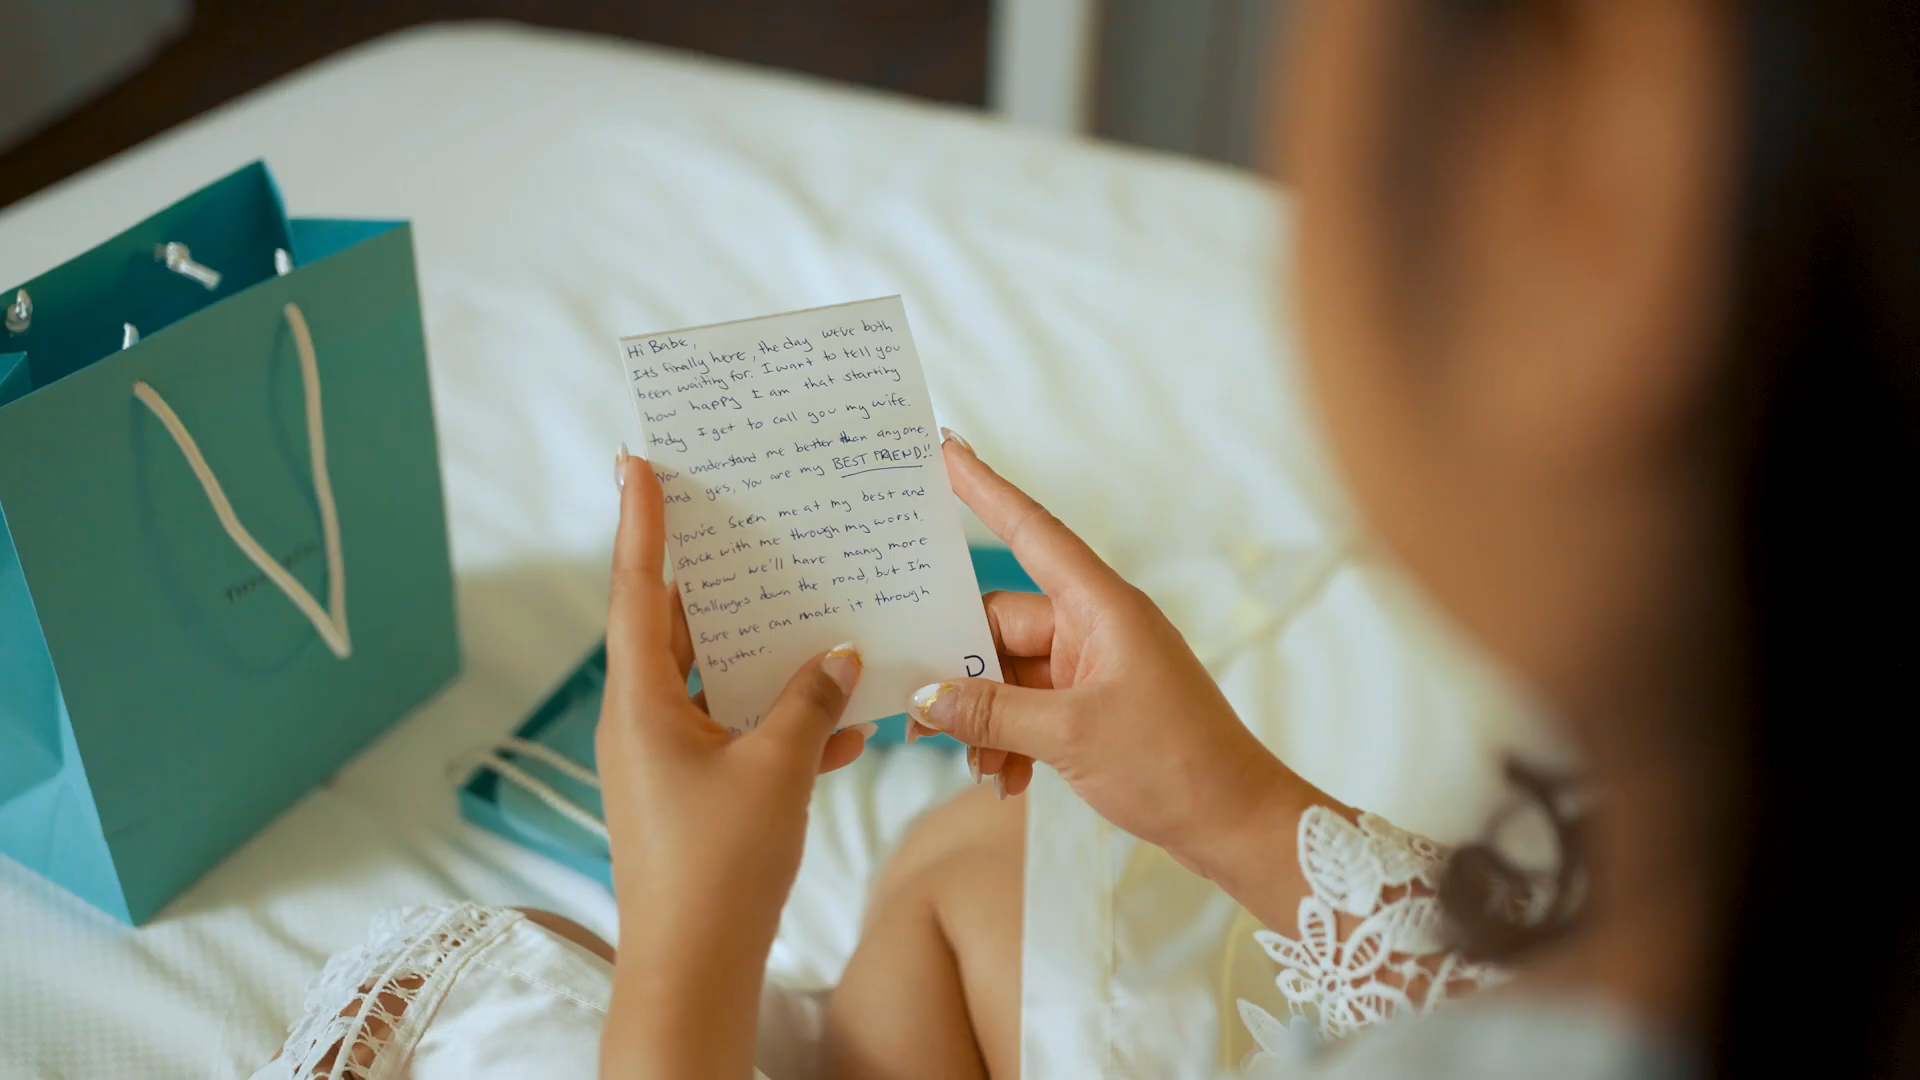 Hi Babe,
It's finally here, the day we've both
been waiting for. I want to tell you
how happy I am that starting
today I get to call you my wife.
You understand me better than anyone,
and yes, you are my BEST FRIEND!!
You've seen me at my best and
stuck with me through my worst.
I know we'll have many more
Challenges down the road, but I'm
sure we can make it through
together.
D